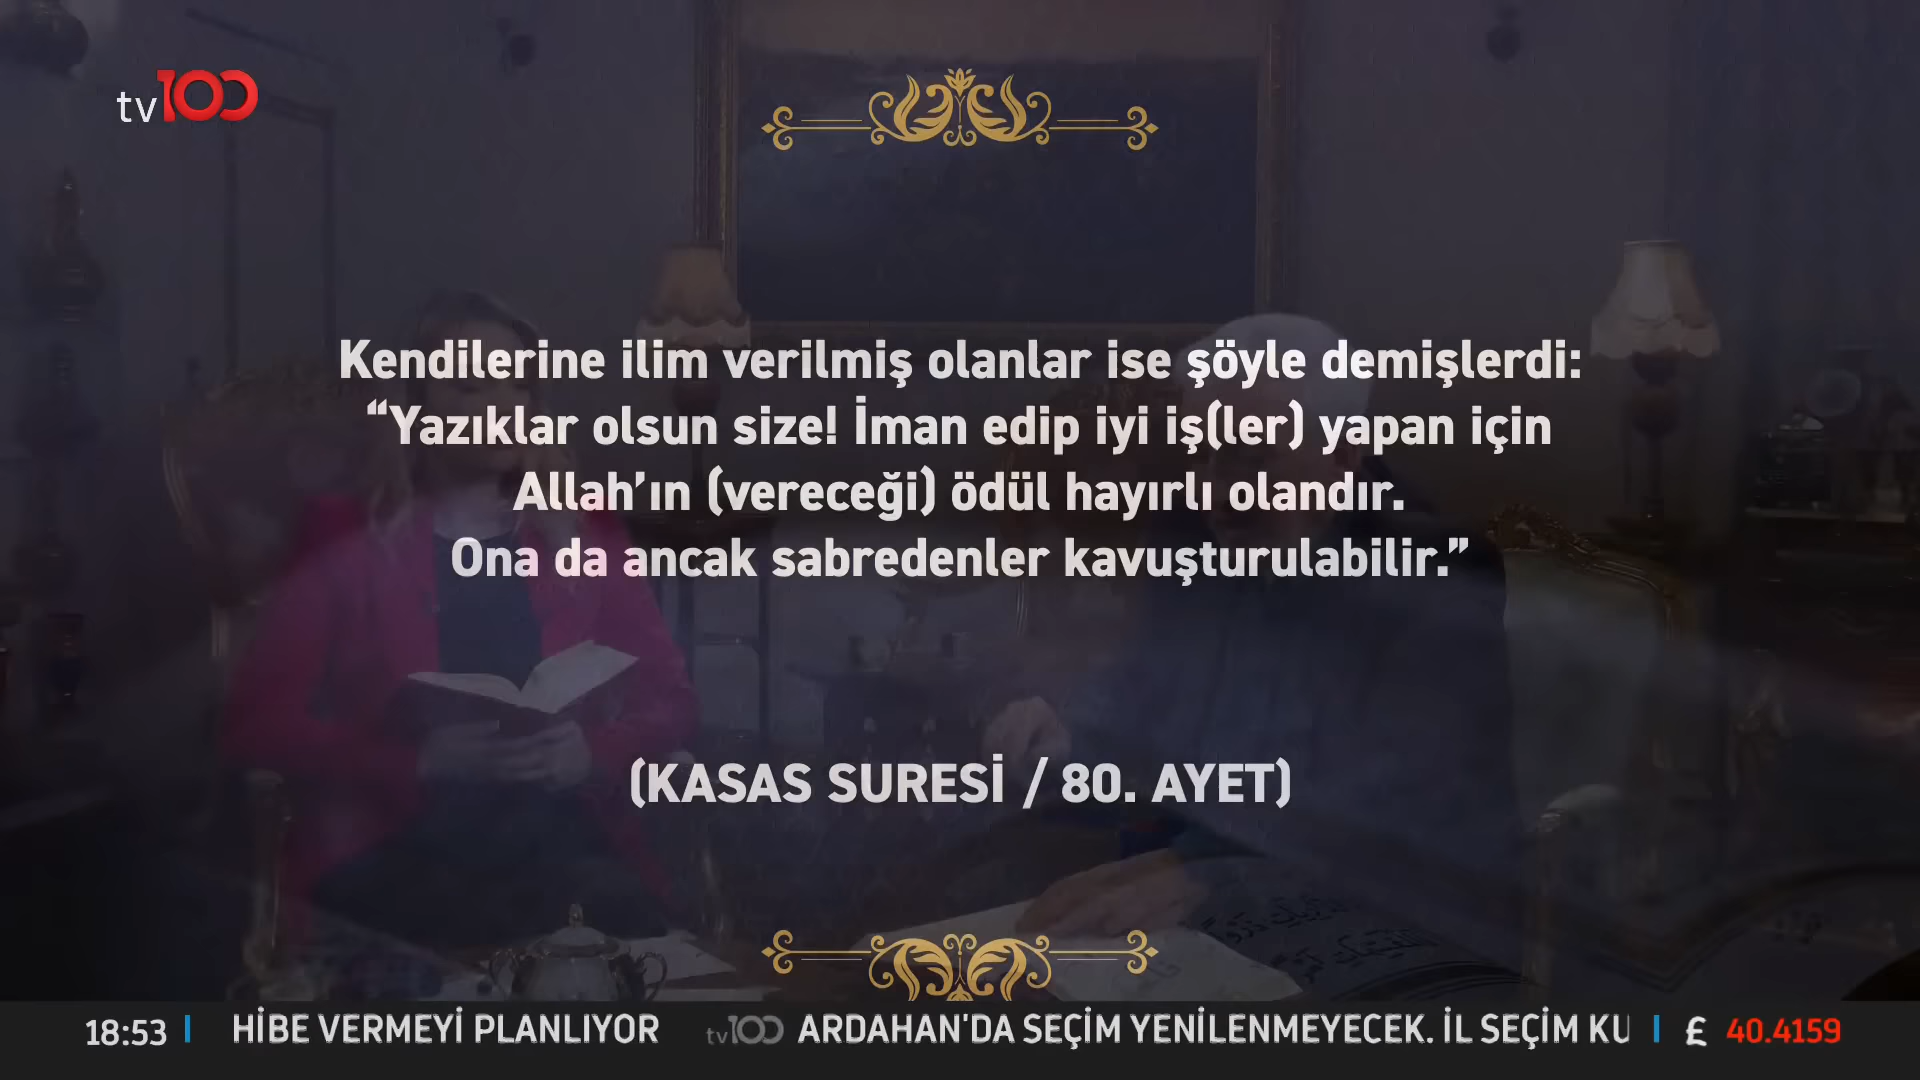 tv100
Kendilerine ilim verilmiş olanlar ise şöyle demişlerdi:
“Yazıklar olsun size! İman edip iyi iş(ler) yapan için
Allah’ın (vereceği) ödül hayırlı olandır.
Ona da ancak sabredenler kavuşturulabilir.”
(KASAS SURESİ / 80. AYET)
18:53 HİBE VERMEYİ PLANLIYOR tv100 ARDAHAN'DA SEÇİM YENİLENMEYECEK. İL SEÇİM KU £ 40.4159